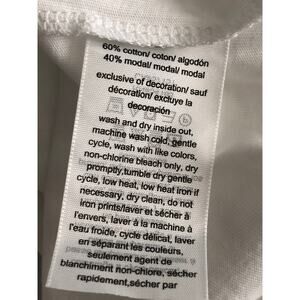 60% cotton/ coton/ algodón
40% modal/ modal/ modal
exclusive of decoration/ sauf
décoration/ excluye la
decoración
wash and dry inside out,
machine wash cold, gentle
cycle, wash with like colors,
non-chlorine bleach only, dry
promptly,tumble dry gentle
cycle, low heat, low heat iron if
necessary, dry clean, do not
iron prints/laver et sécher à
l'envers, laver à la machine à
l'eau froide, cycle délicat, laver
en séparant les couleurs,
seulement agent de
blanchiment non-chlore, sécher
rapidement,sécher par